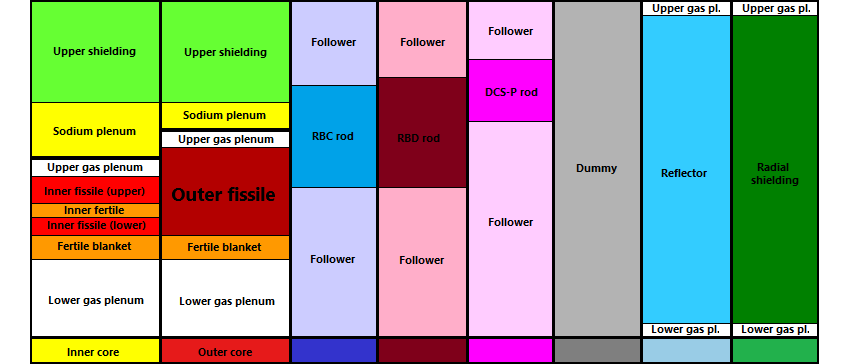 Upper shielding
Sodium plenum
Upper gas plenum
Inner fissile (upper)
Inner fertile
Inner fissile (lower)
Fertile blanket
Lower gas plenum
Inner core
Upper shielding
Sodium plenum
Upper gas plenum
Outer fissile
Fertile blanket
Lower gas plenum
Outer core
Follower
RBC rod
Follower
Follower
RBD rod
Follower
Follower
DCS-P rod
Follower
Dummy
Upper gas pl.
Reflector
Lower gas pl.
Upper gas pl.
Radial
shielding
Lower gas pl.